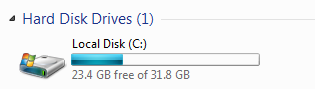 Hard Disk Drives (1)
Local Disk (C:)
23.4 GB free of 31.8 GB